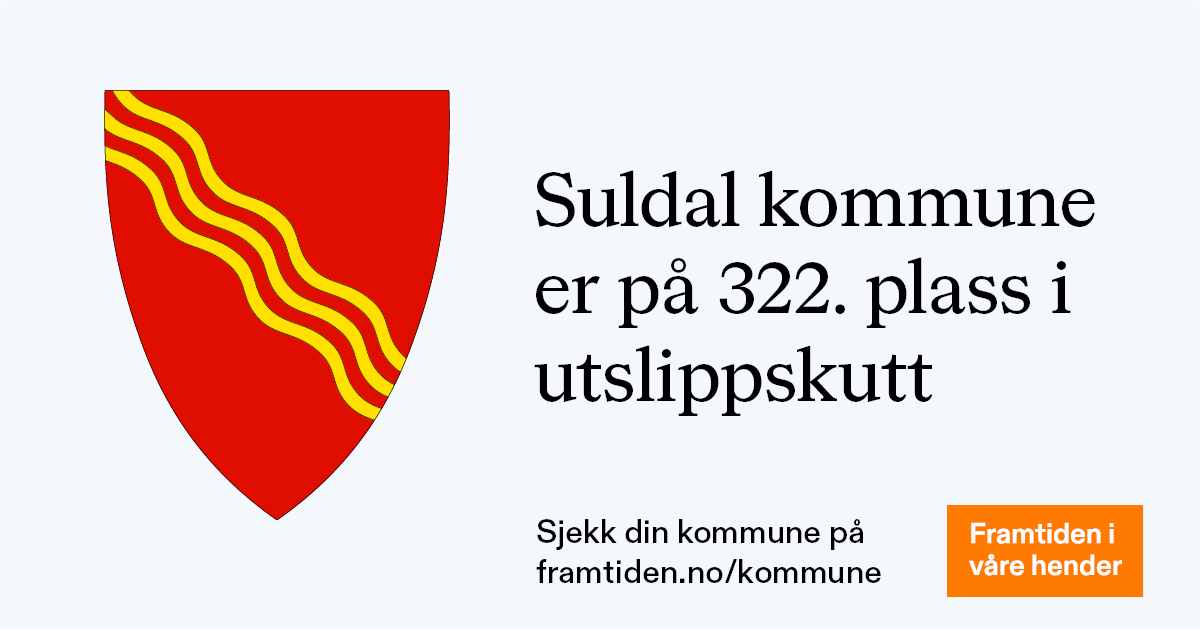 Suldal kommune
er på 322. plass i
utslippskutt
Sjekk din kommune på
framtiden.no/kommune
Framtiden i
våre hender